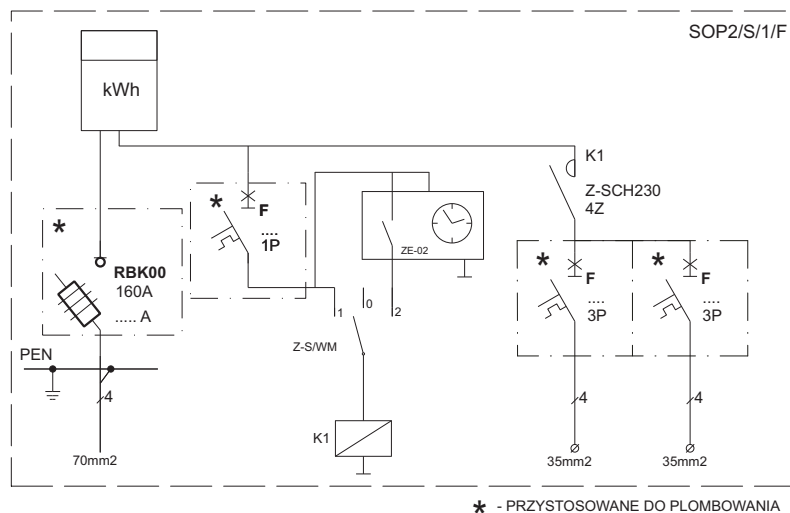 SOP2/S/1/F
kWh
K1
Z-SCH230
4Z
*
F
....
1P
*
RBK00
160A
..... A
ZE-02
*
F
....
3P
*
F
....
3P
1
0
2
Z-S/WM
PEN
4
4
4
K1
70mm2
35mm2
35mm2
* - PRZYSTOSOWANE DO PLOMBOWANIA